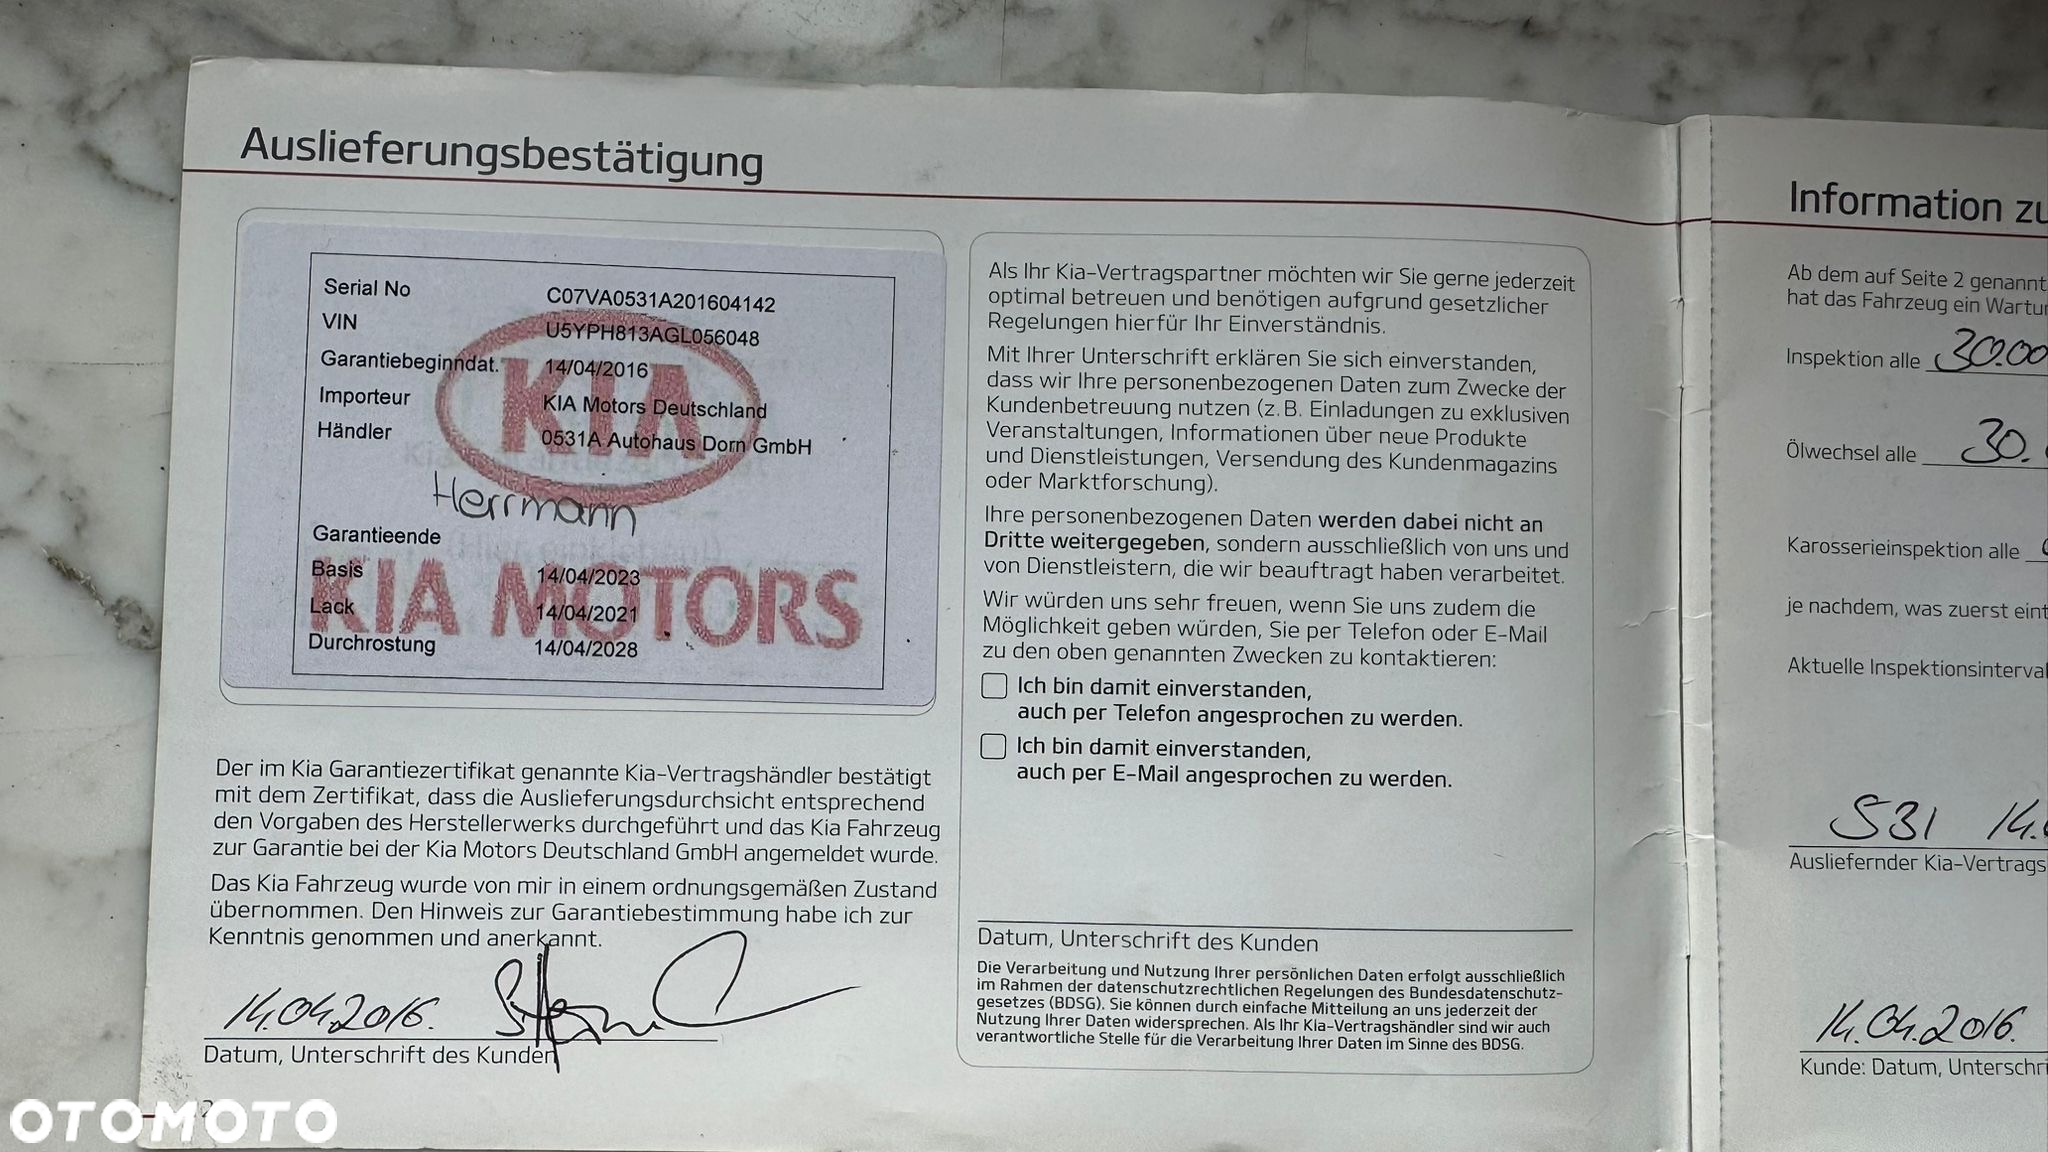 Auslieferungsbestätigung
Serial No C07VA0531A201604142
VIN U5YPH813AGL056048
Garantiebeginndat. 14/04/2016
Importeur KIA Motors Deutschland
Händler 0531A Autohaus Dorn GmbH
KIA
Herrmann
Garantieende
Basis 14/04/2023
Lack 14/04/2021
Durchrostung 14/04/2028
KIA MOTORS
Der im Kia Garantiezertifikat genannte Kia-Vertragshändler bestätigt
mit dem Zertifikat, dass die Auslieferungsdurchsicht entsprechend
den Vorgaben des Herstellerwerks durchgeführt und das Kia Fahrzeug
zur Garantie bei der Kia Motors Deutschland GmbH angemeldet wurde.
Das Kia Fahrzeug wurde von mir in einem ordnungsgemäßen Zustand
übernommen. Den Hinweis zur Garantiebestimmung habe ich zur
Kenntnis genommen und anerkannt.
14.04.2016.
Datum, Unterschrift des Kunden
Als Ihr Kia-Vertragspartner möchten wir Sie gerne jederzeit
optimal betreuen und benötigen aufgrund gesetzlicher
Regelungen hierfür Ihr Einverständnis.
Mit Ihrer Unterschrift erklären Sie sich einverstanden,
dass wir Ihre personenbezogenen Daten zum Zwecke der
Kundenbetreuung nutzen (z. B. Einladungen zu exklusiven
Veranstaltungen, Informationen über neue Produkte
und Dienstleistungen, Versendung des Kundenmagazins
oder Marktforschung).
Ihre personenbezogenen Daten werden dabei nicht an
Dritte weitergegeben, sondern ausschließlich von uns und
von Dienstleistern, die wir beauftragt haben verarbeitet.
Wir würden uns sehr freuen, wenn Sie uns zudem die
Möglichkeit geben würden, Sie per Telefon oder E-Mail
zu den oben genannten Zwecken zu kontaktieren:
Ich bin damit einverstanden,
auch per Telefon angesprochen zu werden.
Ich bin damit einverstanden,
auch per E-Mail angesprochen zu werden.
Datum, Unterschrift des Kunden
Die Verarbeitung und Nutzung Ihrer persönlichen Daten erfolgt ausschließlich
im Rahmen der datenschutzrechtlichen Regelungen des Bundesdatenschutz-
gesetzes (BDSG). Sie können durch einfache Mitteilung an uns jederzeit der
Nutzung Ihrer Daten widersprechen. Als Ihr Kia-Vertragshändler sind wir auch
verantwortliche Stelle für die Verarbeitung Ihrer Daten im Sinne des BDSG.
Information zu
Ab dem auf Seite 2 genannt
hat das Fahrzeug ein Wartu
Inspektion alle 30.00
Ölwechsel alle 30.
Karosserieinspektion alle
je nachdem, was zuerst eint
Aktuelle Inspektionsinterval
531 14.
Ausliefernder Kia-Vertrags
14.04.2016.
Kunde: Datum, Unterschri
OTOMOTO